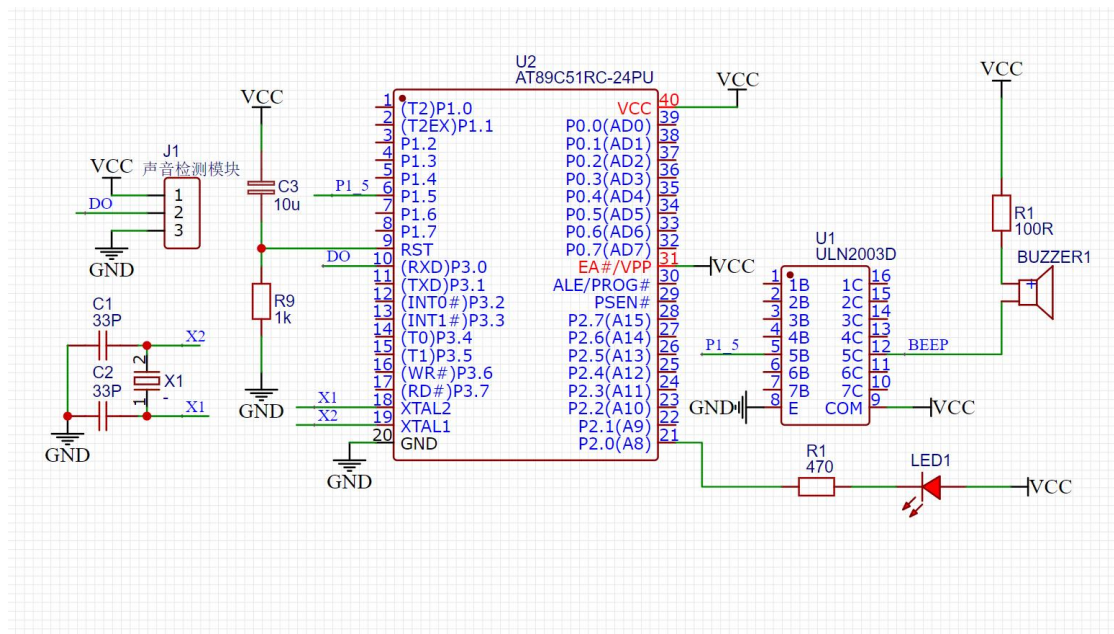 U2
AT89C51RC-24PU
VCC
J1
声音检测模块
VCC
1
DO
2
3
GND
C3
10u
R9
1k
GND
C1
33P
X2
2
X1
1
-
C2
33P
X1
GND
P1_5
DO
X1
X2
GND
1 (T2)P1.0
2 (T2EX)P1.1
3 P1.2
4 P1.3
5 P1.4
6 P1.5
7 P1.6
8 P1.7
9 RST
10 (RXD)P3.0
11 (TXD)P3.1
12 (INT0#)P3.2
13 (INT1#)P3.3
14 (T0)P3.4
15 (T1)P3.5
16 (WR#)P3.6
17 (RD#)P3.7
18 XTAL2
19 XTAL1
20 GND
VCC 40
P0.0(AD0) 39
P0.1(AD1) 38
P0.2(AD2) 37
P0.3(AD3) 36
P0.4(AD4) 35
P0.5(AD5) 34
P0.6(AD6) 33
P0.7(AD7) 32
EA#/VPP 31
ALE/PROG# 30
PSEN# 29
P2.7(A15) 28
P2.6(A14) 27
P2.5(A13) 26
P2.4(A12) 25
P2.3(A11) 24
P2.2(A10) 23
P2.1(A9) 22
P2.0(A8) 21
VCC
VCC
U1
ULN2003D
1 1B 1C 16
2 2B 2C 15
3 3B 3C 14
4 4B 4C 13
5 5B 5C 12
6 6B 6C 11
7 7B 7C 10
8 E COM 9
P1_5
GND
BEEP
VCC
VCC
R1
100R
BUZZER1
+
R1
470
LED1
VCC